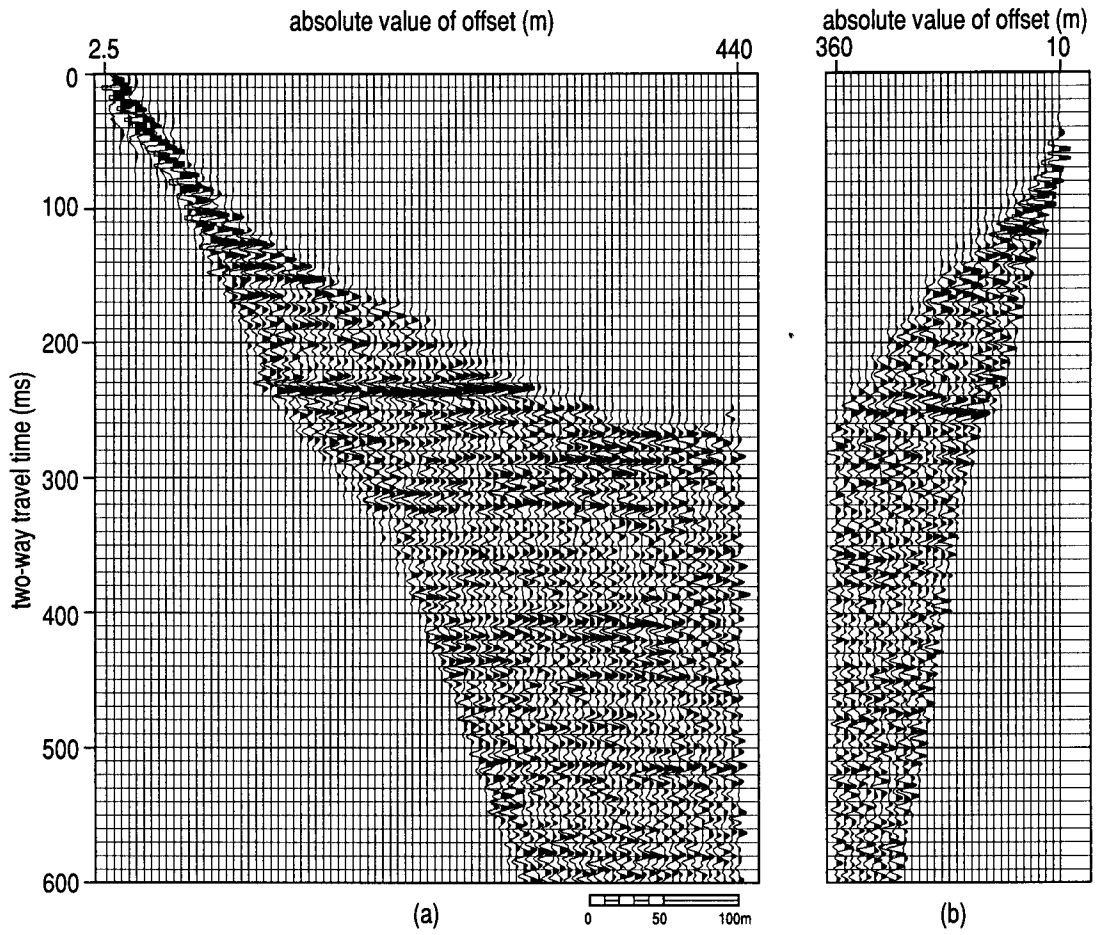 absolute value of offset (m)
2.5 440
absolute value of offset (m)
360 10
two-way travel time (ms)
0
100
200
300
400
500
600
0 50 100m
(a)
(b)